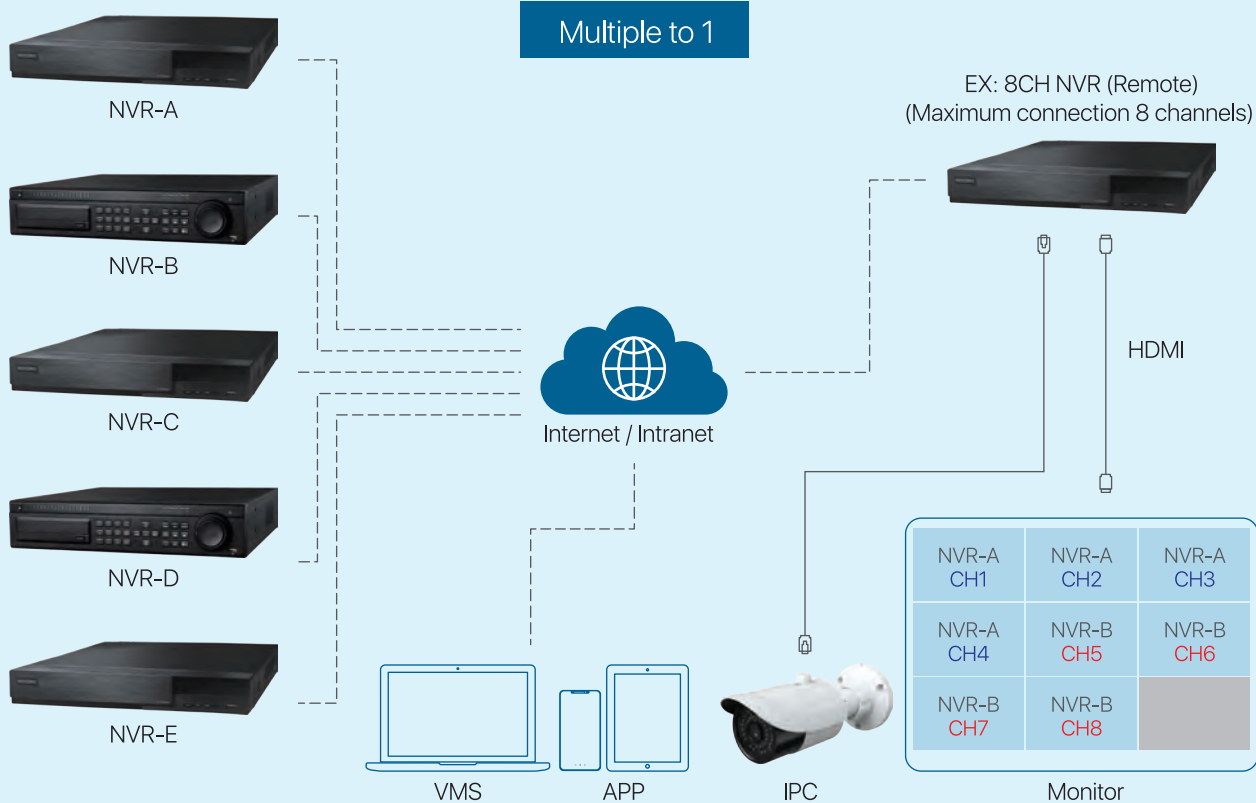 Multiple to 1
NVR-A
NVR-B
NVR-C
NVR-D
NVR-E
Internet / Intranet
EX: 8CH NVR (Remote)
(Maximum connection 8 channels)
HDMI
NVR-A
CH1
NVR-A
CH2
NVR-A
CH3
NVR-A
CH4
NVR-B
CH5
NVR-B
CH6
NVR-B
CH7
NVR-B
CH8
VMS
APP
IPC
Monitor